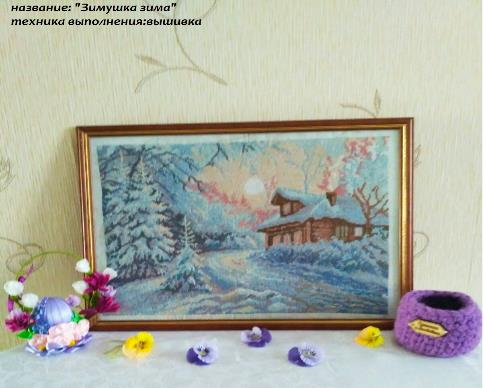 название: "Зимушка зима"
техника выполнения:вышивка